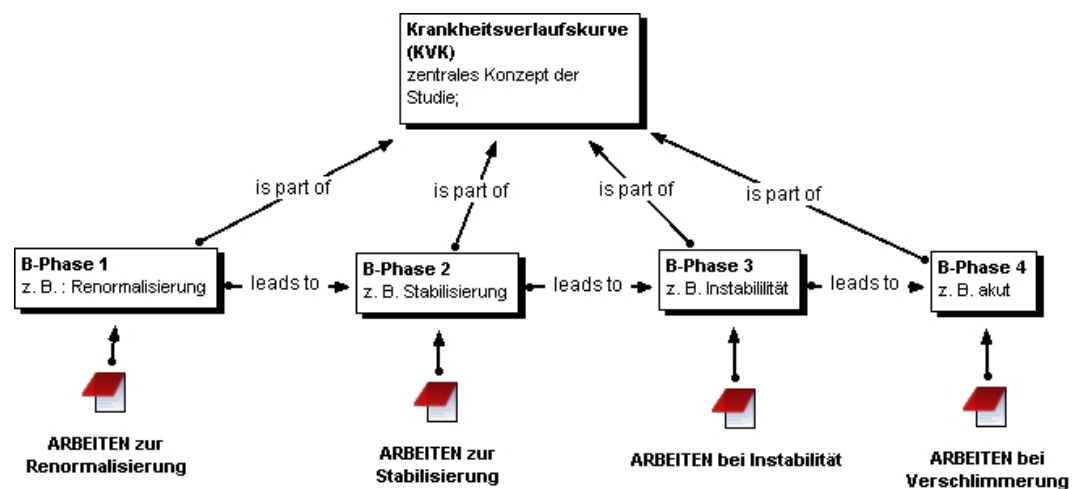 Krankheitsverlaufskurve
(KVK)
zentrales Konzept der
Studie;
is part of
is part of
is part of
is part of
B-Phase 1
z. B. : Renormalisierung
leads to
B-Phase 2
z. B. Stabilisierung
leads to
B-Phase 3
z. B. Instabililität
leads to
B-Phase 4
z. B. akut
ARBEITEN zur
Renormalisierung
ARBEITEN zur
Stabilisierung
ARBEITEN bei Instabilität
ARBEITEN bei
Verschlimmerung